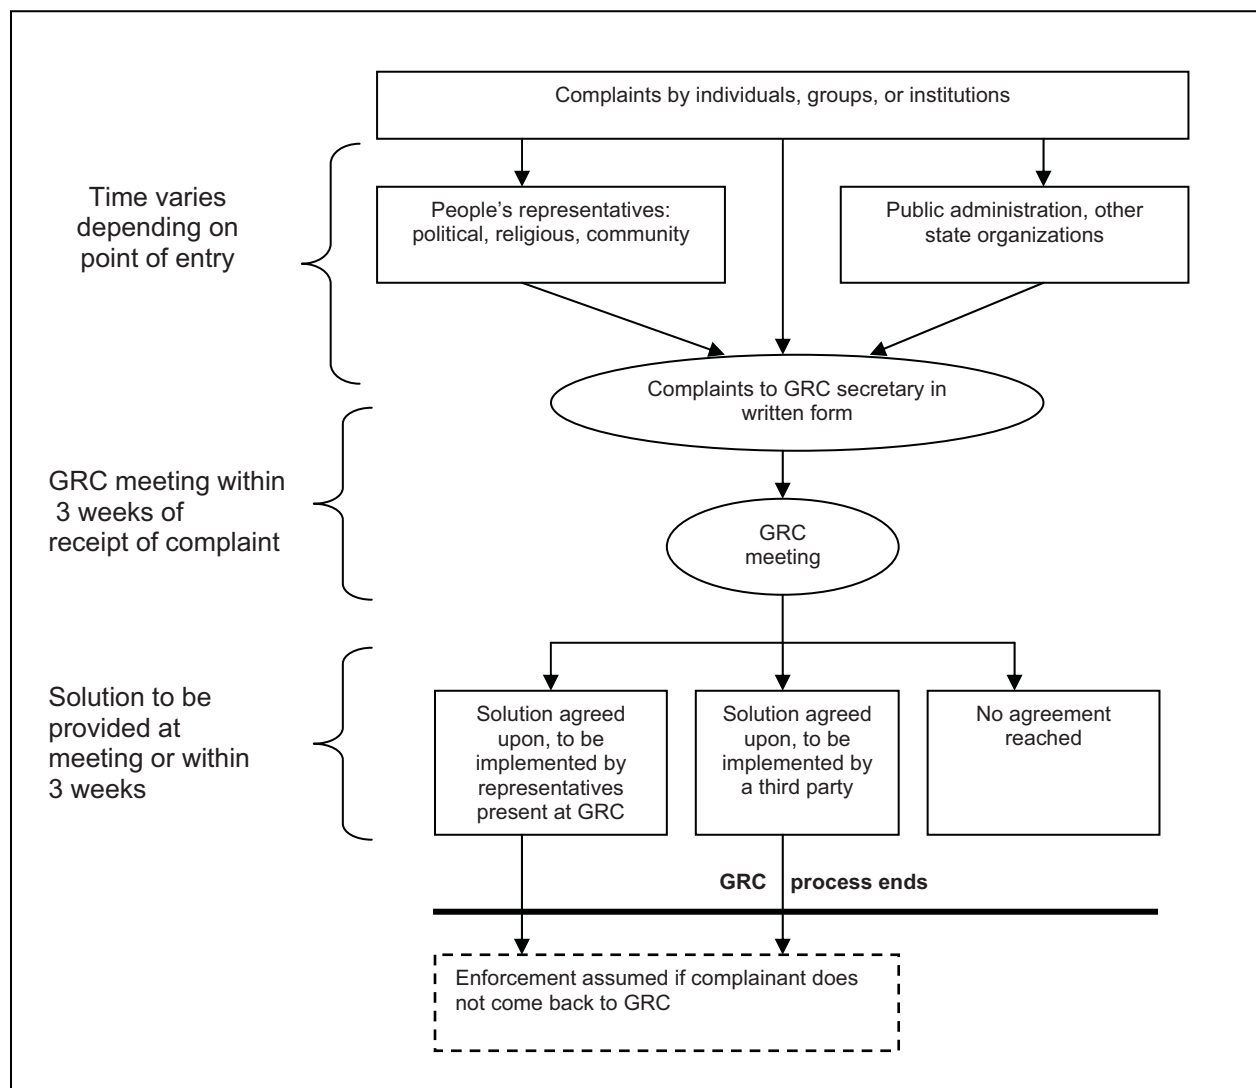 Complaints by individuals, groups, or institutions
Time varies
depending on
point of entry
People’s representatives:
political, religious, community
Public administration, other
state organizations
Complaints to GRC secretary in
written form
GRC meeting within
3 weeks of
receipt of complaint
GRC
meeting
Solution to be
provided at
meeting or within
3 weeks
Solution agreed
upon, to be
implemented by
representatives
present at GRC
Solution agreed
upon, to be
implemented by
a third party
No agreement
reached
GRC process ends
Enforcement assumed if complainant does
not come back to GRC